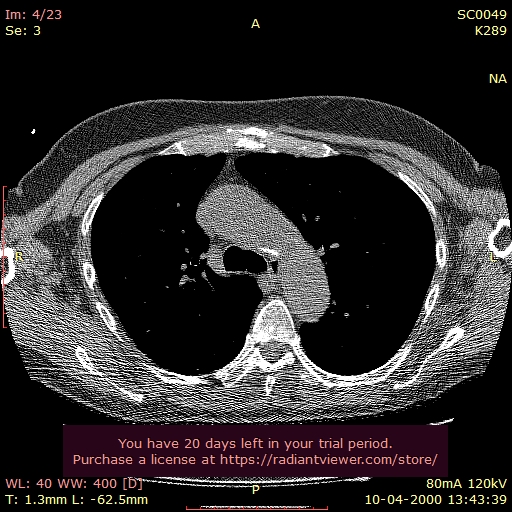 Im: 4/23
Se: 3
A
SC0049
K289
NA
R
L
You have 20 days left in your trial period.
Purchase a license at https://radiantviewer.com/store/
WL: 40 WW: 400 [D]
T: 1.3mm L: -62.5mm
P
80mA 120kV
10-04-2000 13:43:39